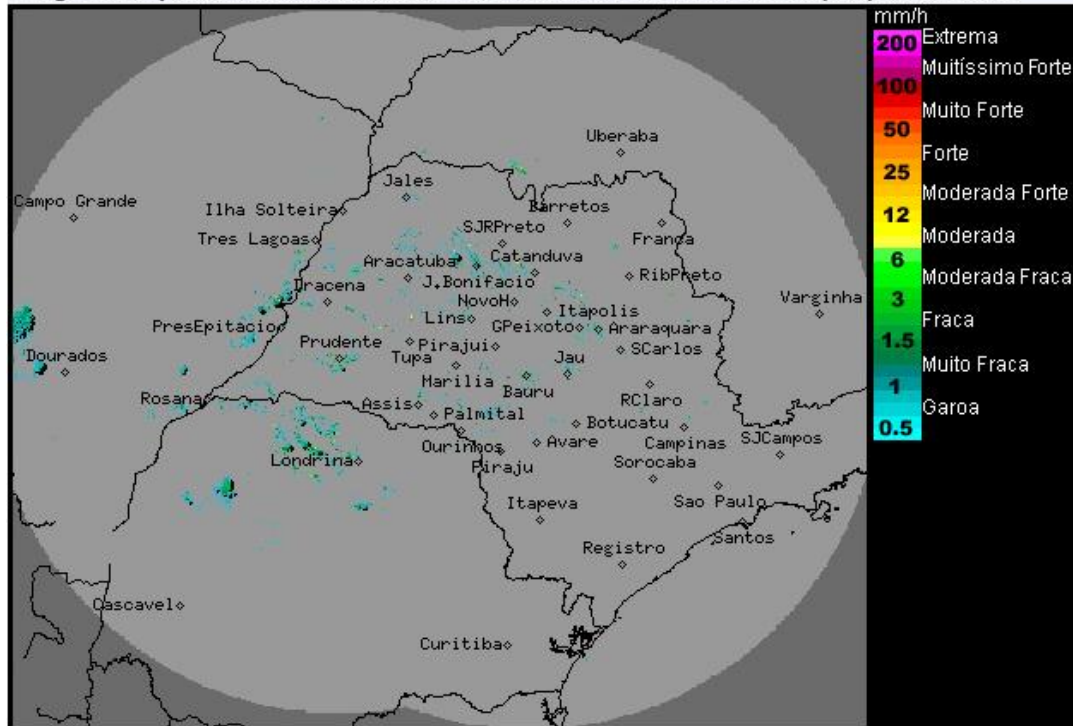 mm/h
200 Extrema
Muitíssimo Forte
100
Muito Forte
50
Forte
25
Moderada Forte
12
Moderada
6
Moderada Fraca
3
Fraca
1.5
Muito Fraca
1
Garoa
0.5
Uberaba
Jales
Campo Grande
Ilha Solteira
Barretos
Tres Lagoas
SJRPreto
Franca
Aracatuba
Catanduva
Dracena
J.Bonifacio
RibPreto
NovoH
Varginha
PresEpitacio
Lins
Itapolis
GPeixoto
Araraquara
Prudente
Pirajui
SCarlos
Dourados
Tupa
Jau
Marilia
Bauru
Rosana
Assis
RClaro
Palmital
Botucatu
Ourinhos
Avare
Campinas
SJCampos
Londrina
Piraju
Sorocaba
Itapeva
Sao Paulo
Santos
Registro
Cascavel
Curitiba